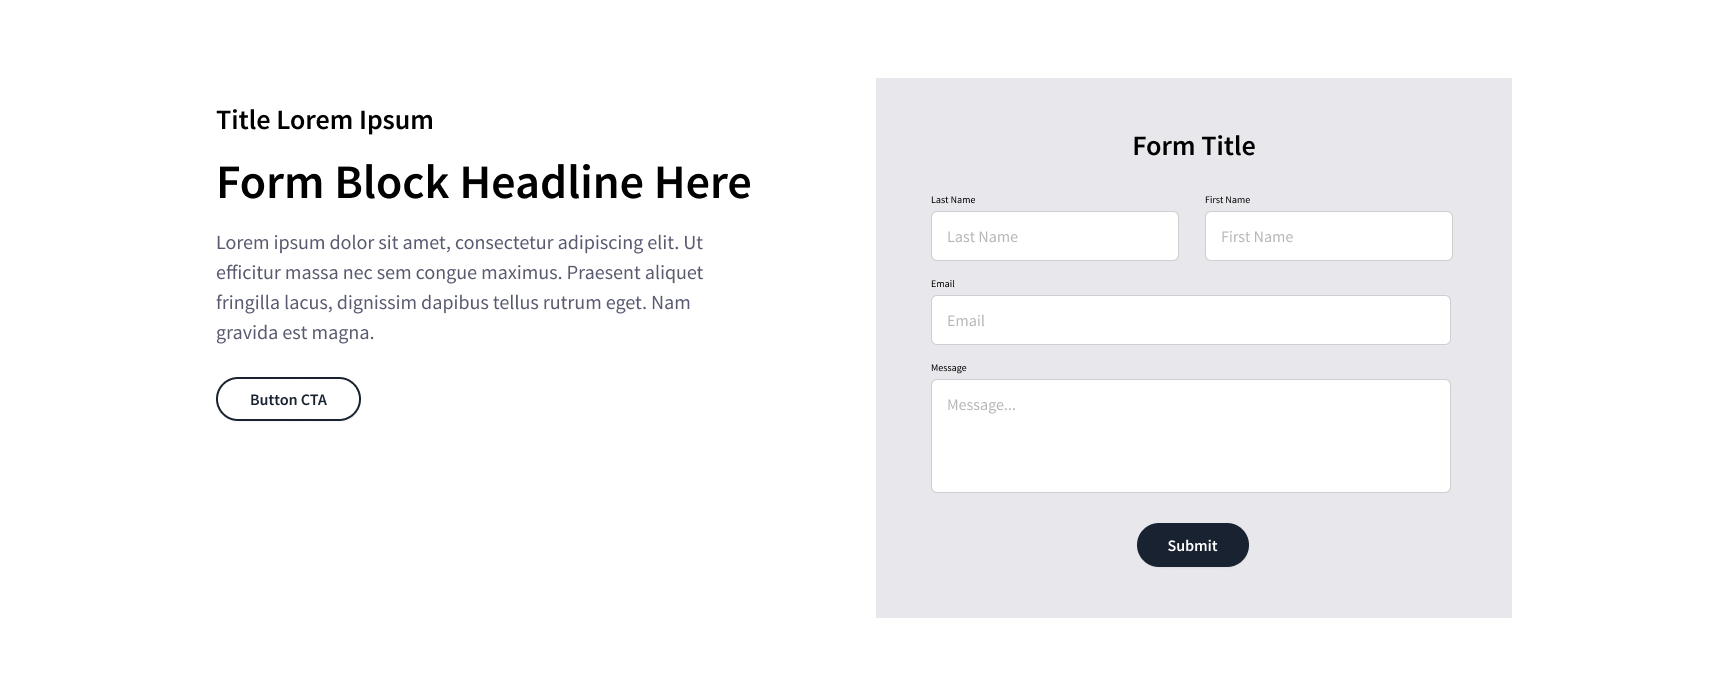 Title Lorem Ipsum
Form Block Headline Here
Lorem ipsum dolor sit amet, consectetur adipiscing elit. Ut
efficitur massa nec sem congue maximus. Praesent aliquet
fringilla lacus, dignissim dapibus tellus rutrum eget. Nam
gravida est magna.
Button CTA
Form Title
Last Name
First Name
Last Name
First Name
Email
Email
Message
Message...
Submit